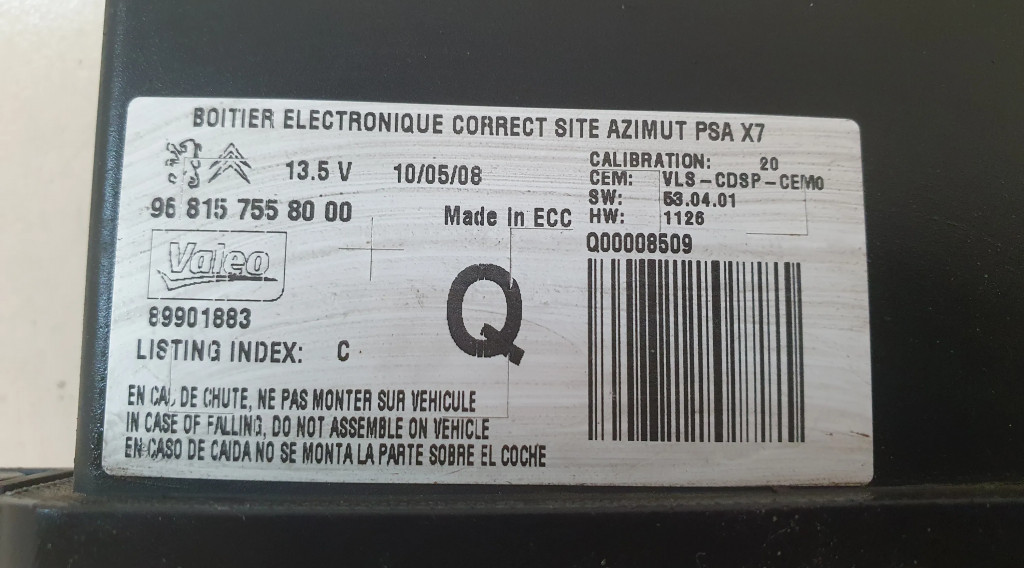 BOITIER ELECTRONIQUE CORRECT SITE AZIMUT PSA X7
13.5 V 10/05/08
CALIBRATION: 20
CEM: VLS-CDSP-CEM0
SW: 53.04.01
HW: 1126
96 815 755 80 00
Made in ECC
Q00008509
Valeo
Q
89901883
LISTING INDEX: C
EN CAS DE CHUTE, NE PAS MONTER SUR VEHICULE
IN CASE OF FALLING, DO NOT ASSEMBLE ON VEHICLE
EN CASO DE CAIDA NO SE MONTA LA PARTE SOBRE EL COCHE